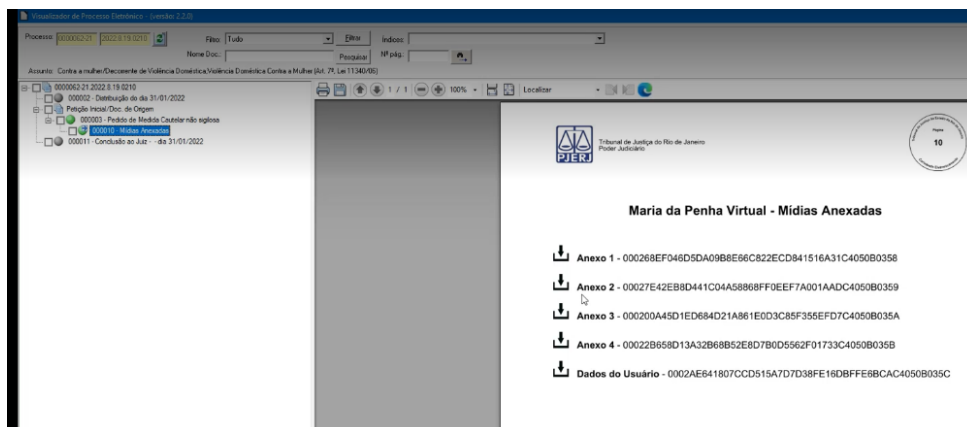 Visualizador de Processo Eletrônico - (versão 2.2.0)
Processo 0000062-21 2022.8.19.0210 Filtro: Tudo Filtrar Índices:
Nome Doc.: Pesquisar Nº pág.:
Assunto: Contra a mulher/Decorrente de Violência Doméstica;Violência Doméstica Contra a Mulher (Art. 7º, Lei 11340/06)
0000062-21.2022.8.19.0210
000002 - Distribuição do dia 31/01/2022
Petição Inicial/Doc. de Origem
000003 - Pedido de Medida Cautelar não sigilosa
000010 - Mídias Anexadas
000011 - Conclusão ao Juiz - - dia 31/01/2022
1 / 1 100% Localizar
PJERJ
Tribunal de Justiça do Rio de Janeiro
Poder Judiciário
Página
10
Maria da Penha Virtual - Mídias Anexadas
Anexo 1 - 000268EF046D5DA09B8E66C822ECD841516A31C4050B0358
Anexo 2 - 00027E42EB8D441C04A58868FF0EEF7A001AADC4050B0359
Anexo 3 - 000200A45D1ED684D21A861E0D3C85F355EFD7C4050B035A
Anexo 4 - 00022B658D13A32B68B52E8D7B0D5562F01733C4050B035B
Dados do Usuário - 0002AE641807CCD515A7D7D38FE16DBFFE6BCAC4050B035C